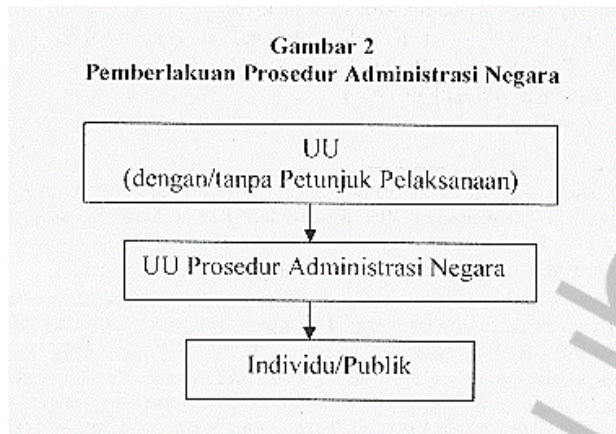 Gambar 2
Pemberlakuan Prosedur Administrasi Negara
UU
(dengan/tanpa Petunjuk Pelaksanaan)
UU Prosedur Administrasi Negara
Individu/Publik